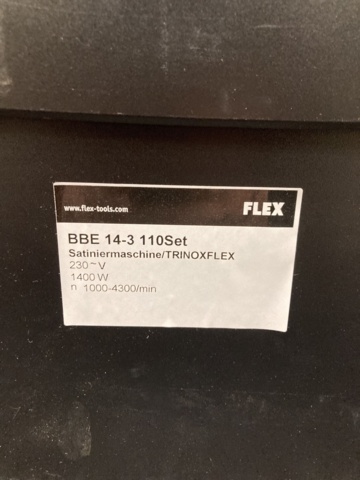 www.flex-tools.com FLEX
BBE 14-3 110Set
Satiniermaschine/TRINOXFLEX
230~V
1400 W
n 1000-4300/min